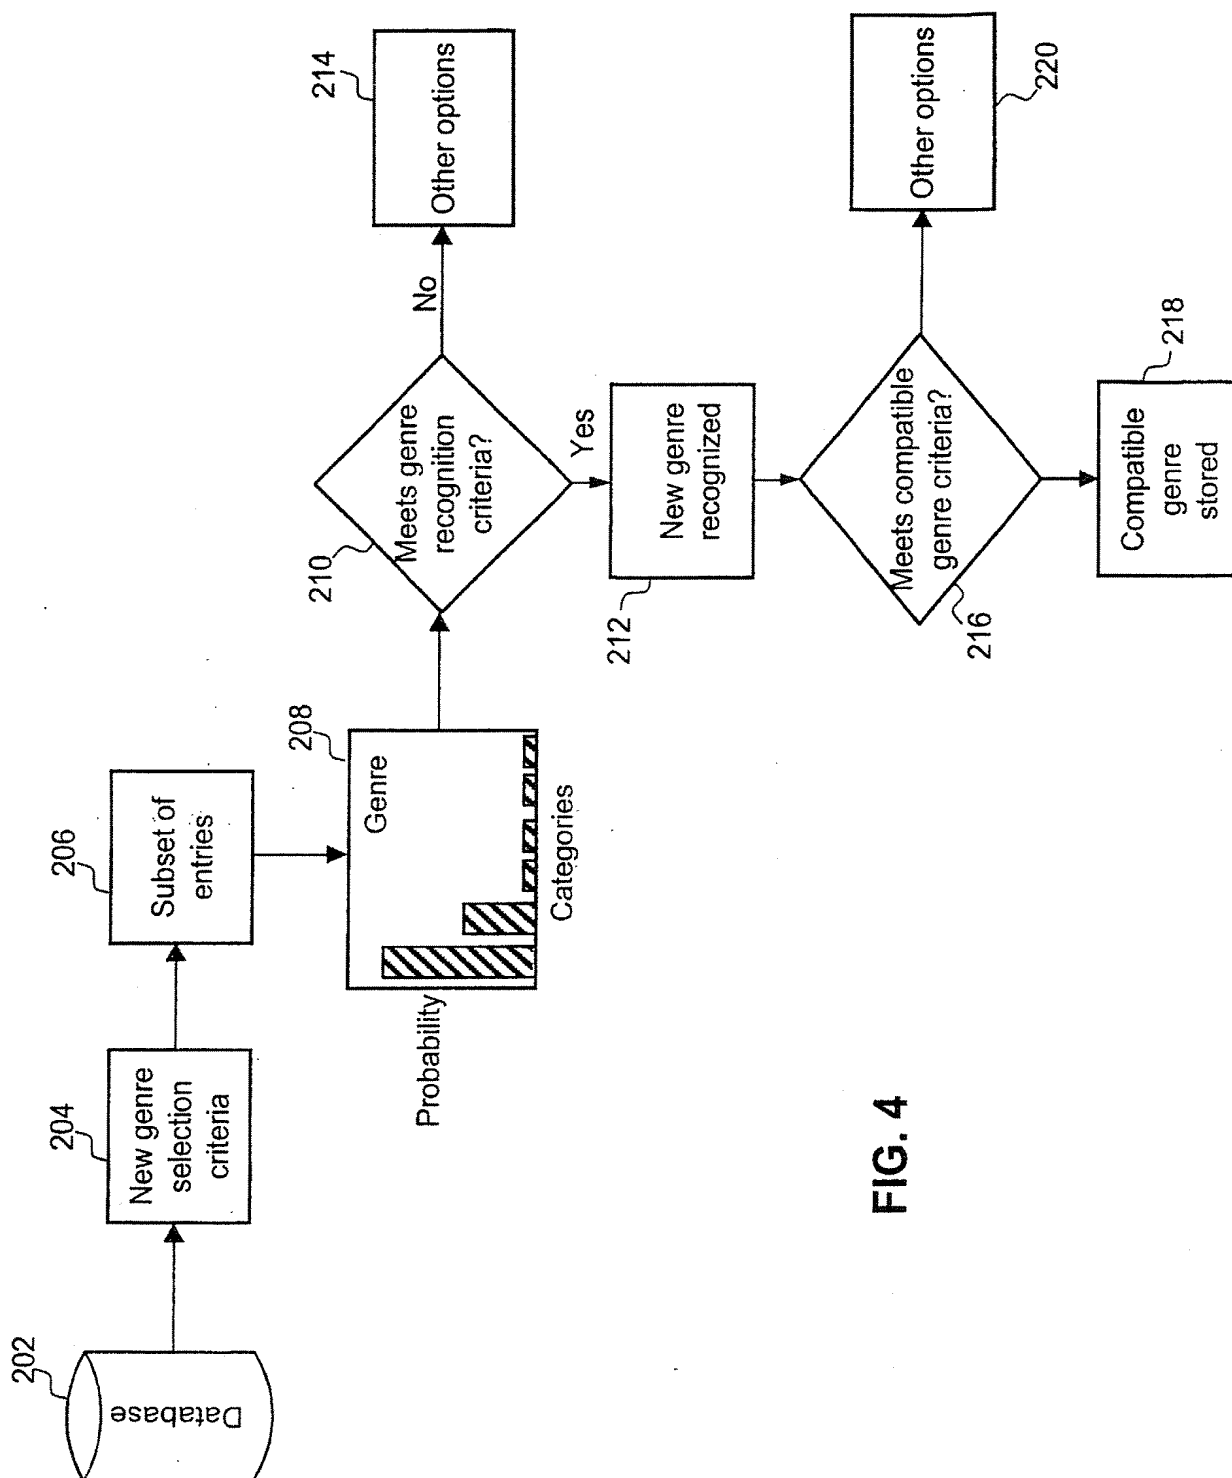 202
Database
204
New genre
selection
criteria
206
Subset of
entries
208
Genre
Probability
Categories
210
Meets genre
recognition
criteria?
No
214
Other options
Yes
212
New genre
recognized
216
Meets compatible
genre criteria?
220
Other options
218
Compatible
genre
stored
FIG. 4